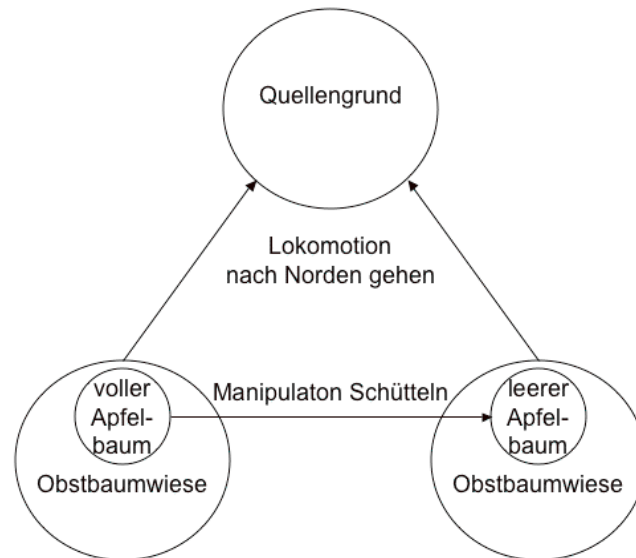 Quellengrund
Lokomotion
nach Norden gehen
voller
Apfel-
baum
Obstbaumwiese
Manipulaton Schütteln
leerer
Apfel-
baum
Obstbaumwiese